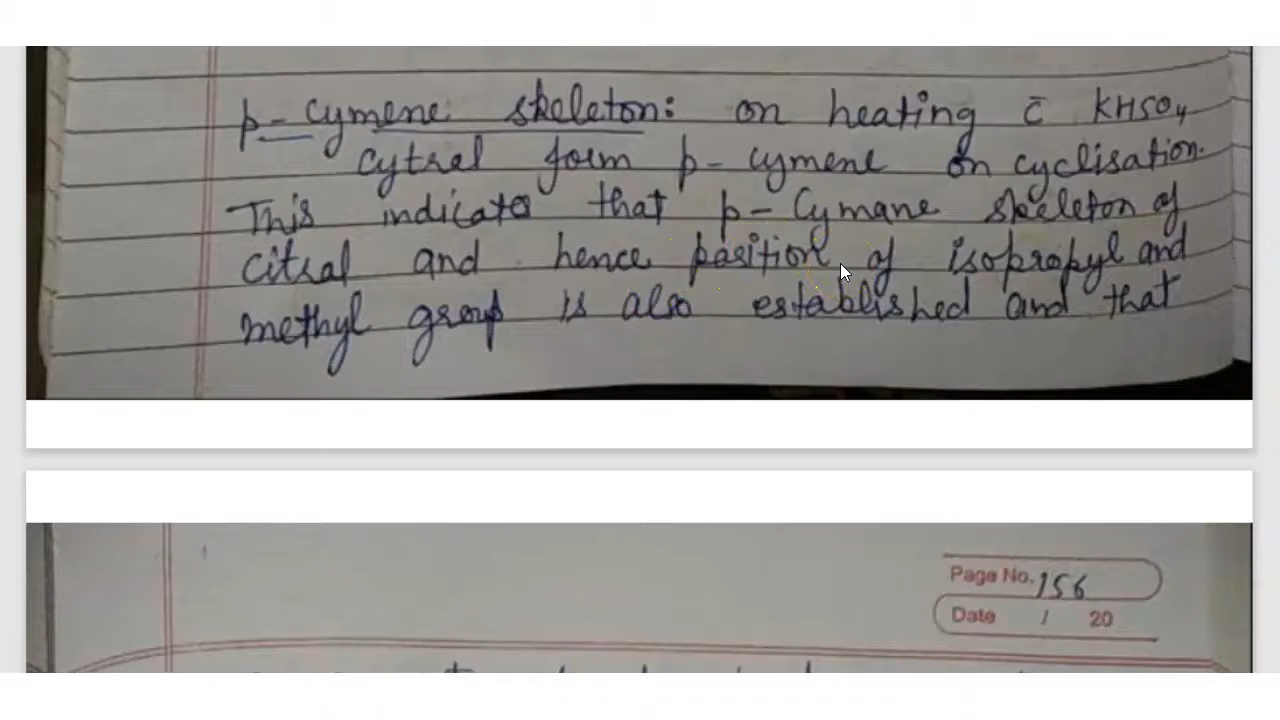 p-cymene skeleton: on heating c̄ KHSO4
cytral form p-cymene on cyclisation.
This indicate that p-Cymane skeleton of
citral and hence position of isopropyl and
methyl group is also established and that
Page No. 156
Date / 20